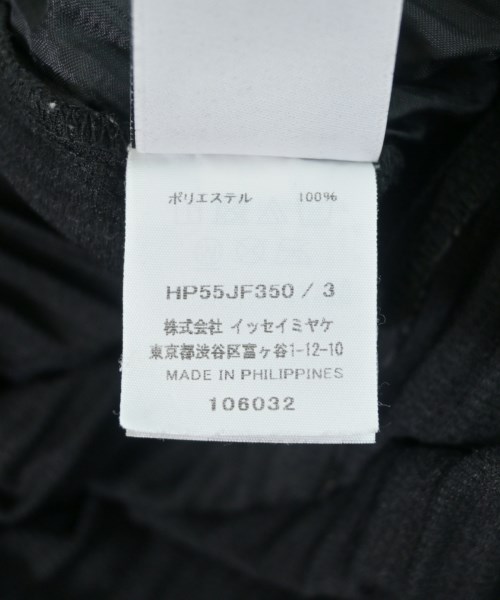 ポリエステル 100%
HP55JF350 / 3
株式会社 イッセイミヤケ
東京都渋谷区富ヶ谷1-12-10
MADE IN PHILIPPINES
106032